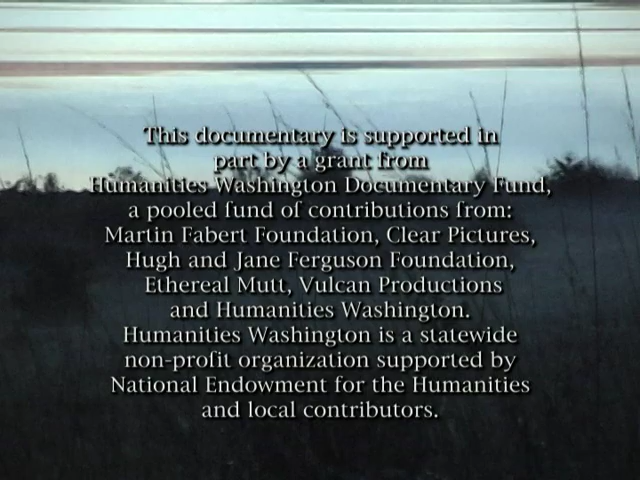 This documentary is supported in
part by a grant from
Humanities Washington Documentary Fund,
a pooled fund of contributions from:
Martin Fabert Foundation, Clear Pictures,
Hugh and Jane Ferguson Foundation,
Ethereal Mutt, Vulcan Productions
and Humanities Washington.
Humanities Washington is a statewide
non-profit organization supported by
National Endowment for the Humanities
and local contributors.